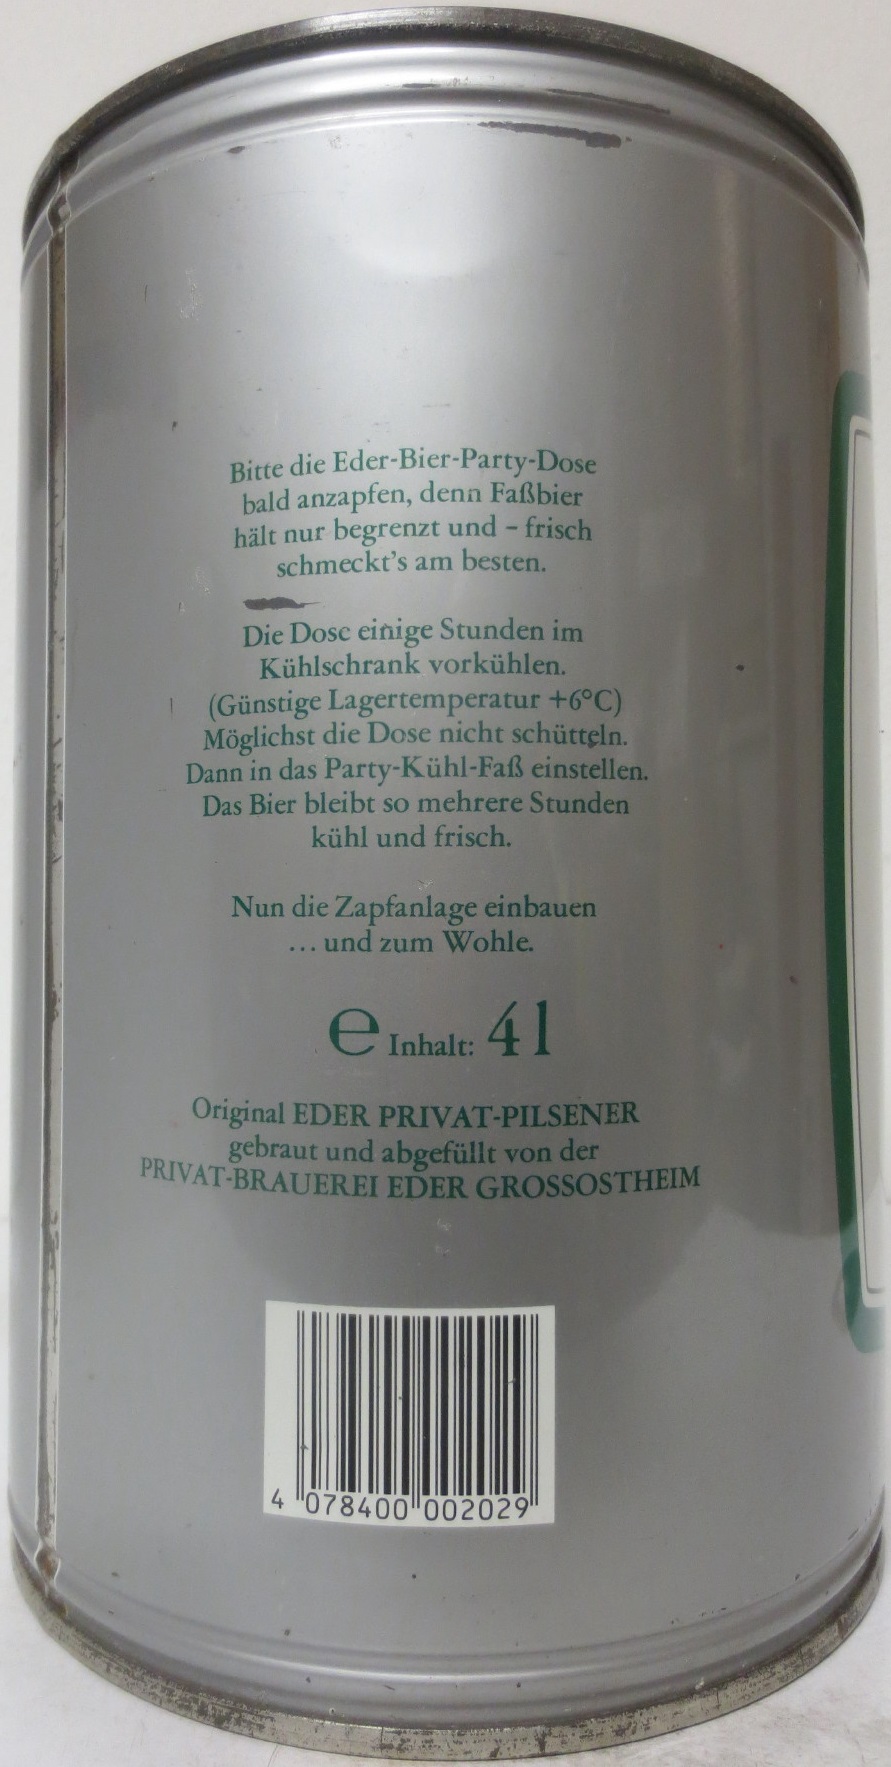 Bitte die Eder-Bier-Party-Dose
bald anzapfen, denn Faßbier
hält nur begrenzt und – frisch
schmeckt's am besten.
Die Dose einige Stunden im
Kühlschrank vorkühlen.
(Günstige Lagertemperatur +6°C)
Möglichst die Dose nicht schütteln.
Dann in das Party-Kühl-Faß einstellen.
Das Bier bleibt so mehrere Stunden
kühl und frisch.
Nun die Zapfanlage einbauen
... und zum Wohle.
e Inhalt: 4 l
Original EDER PRIVAT-PILSENER
gebraut und abgefüllt von der
PRIVAT-BRAUEREI EDER GROSSOSTHEIM
4 078400 002029